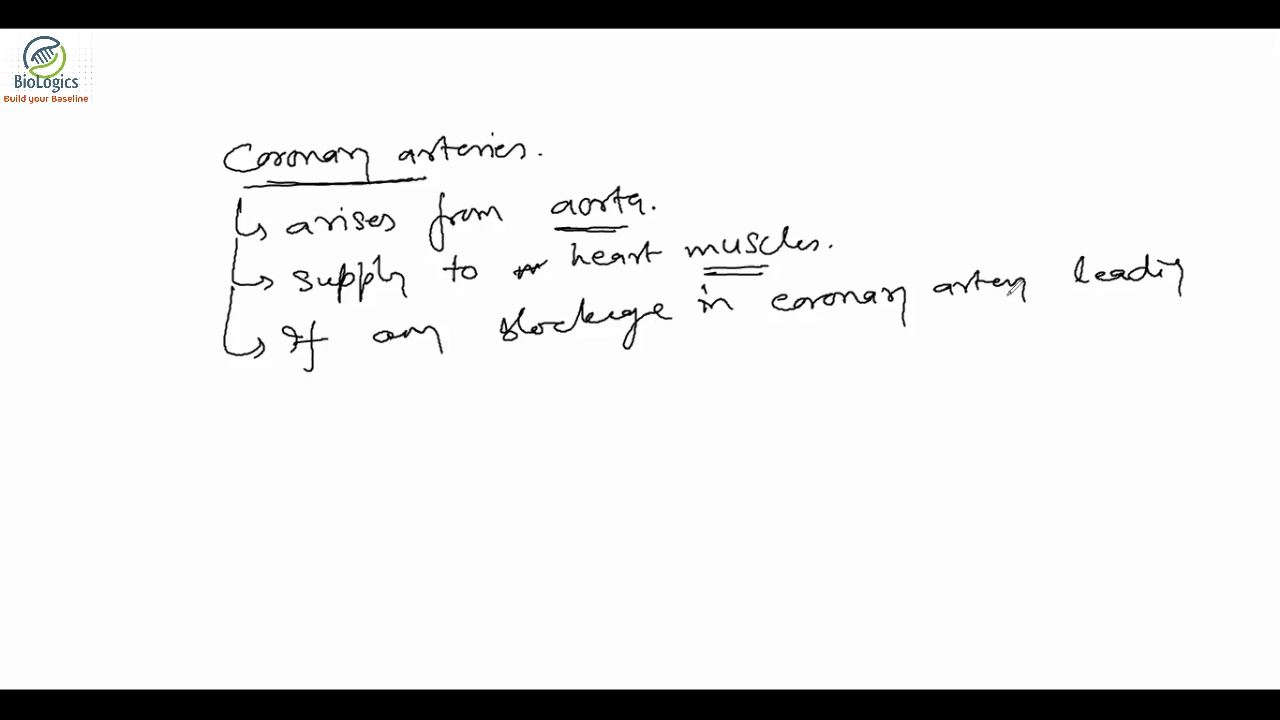 BioLogics
Build your Baseline
Coronary arteries.
arises from aorta.
supply to heart muscles.
If any blockage in coronary artery leading